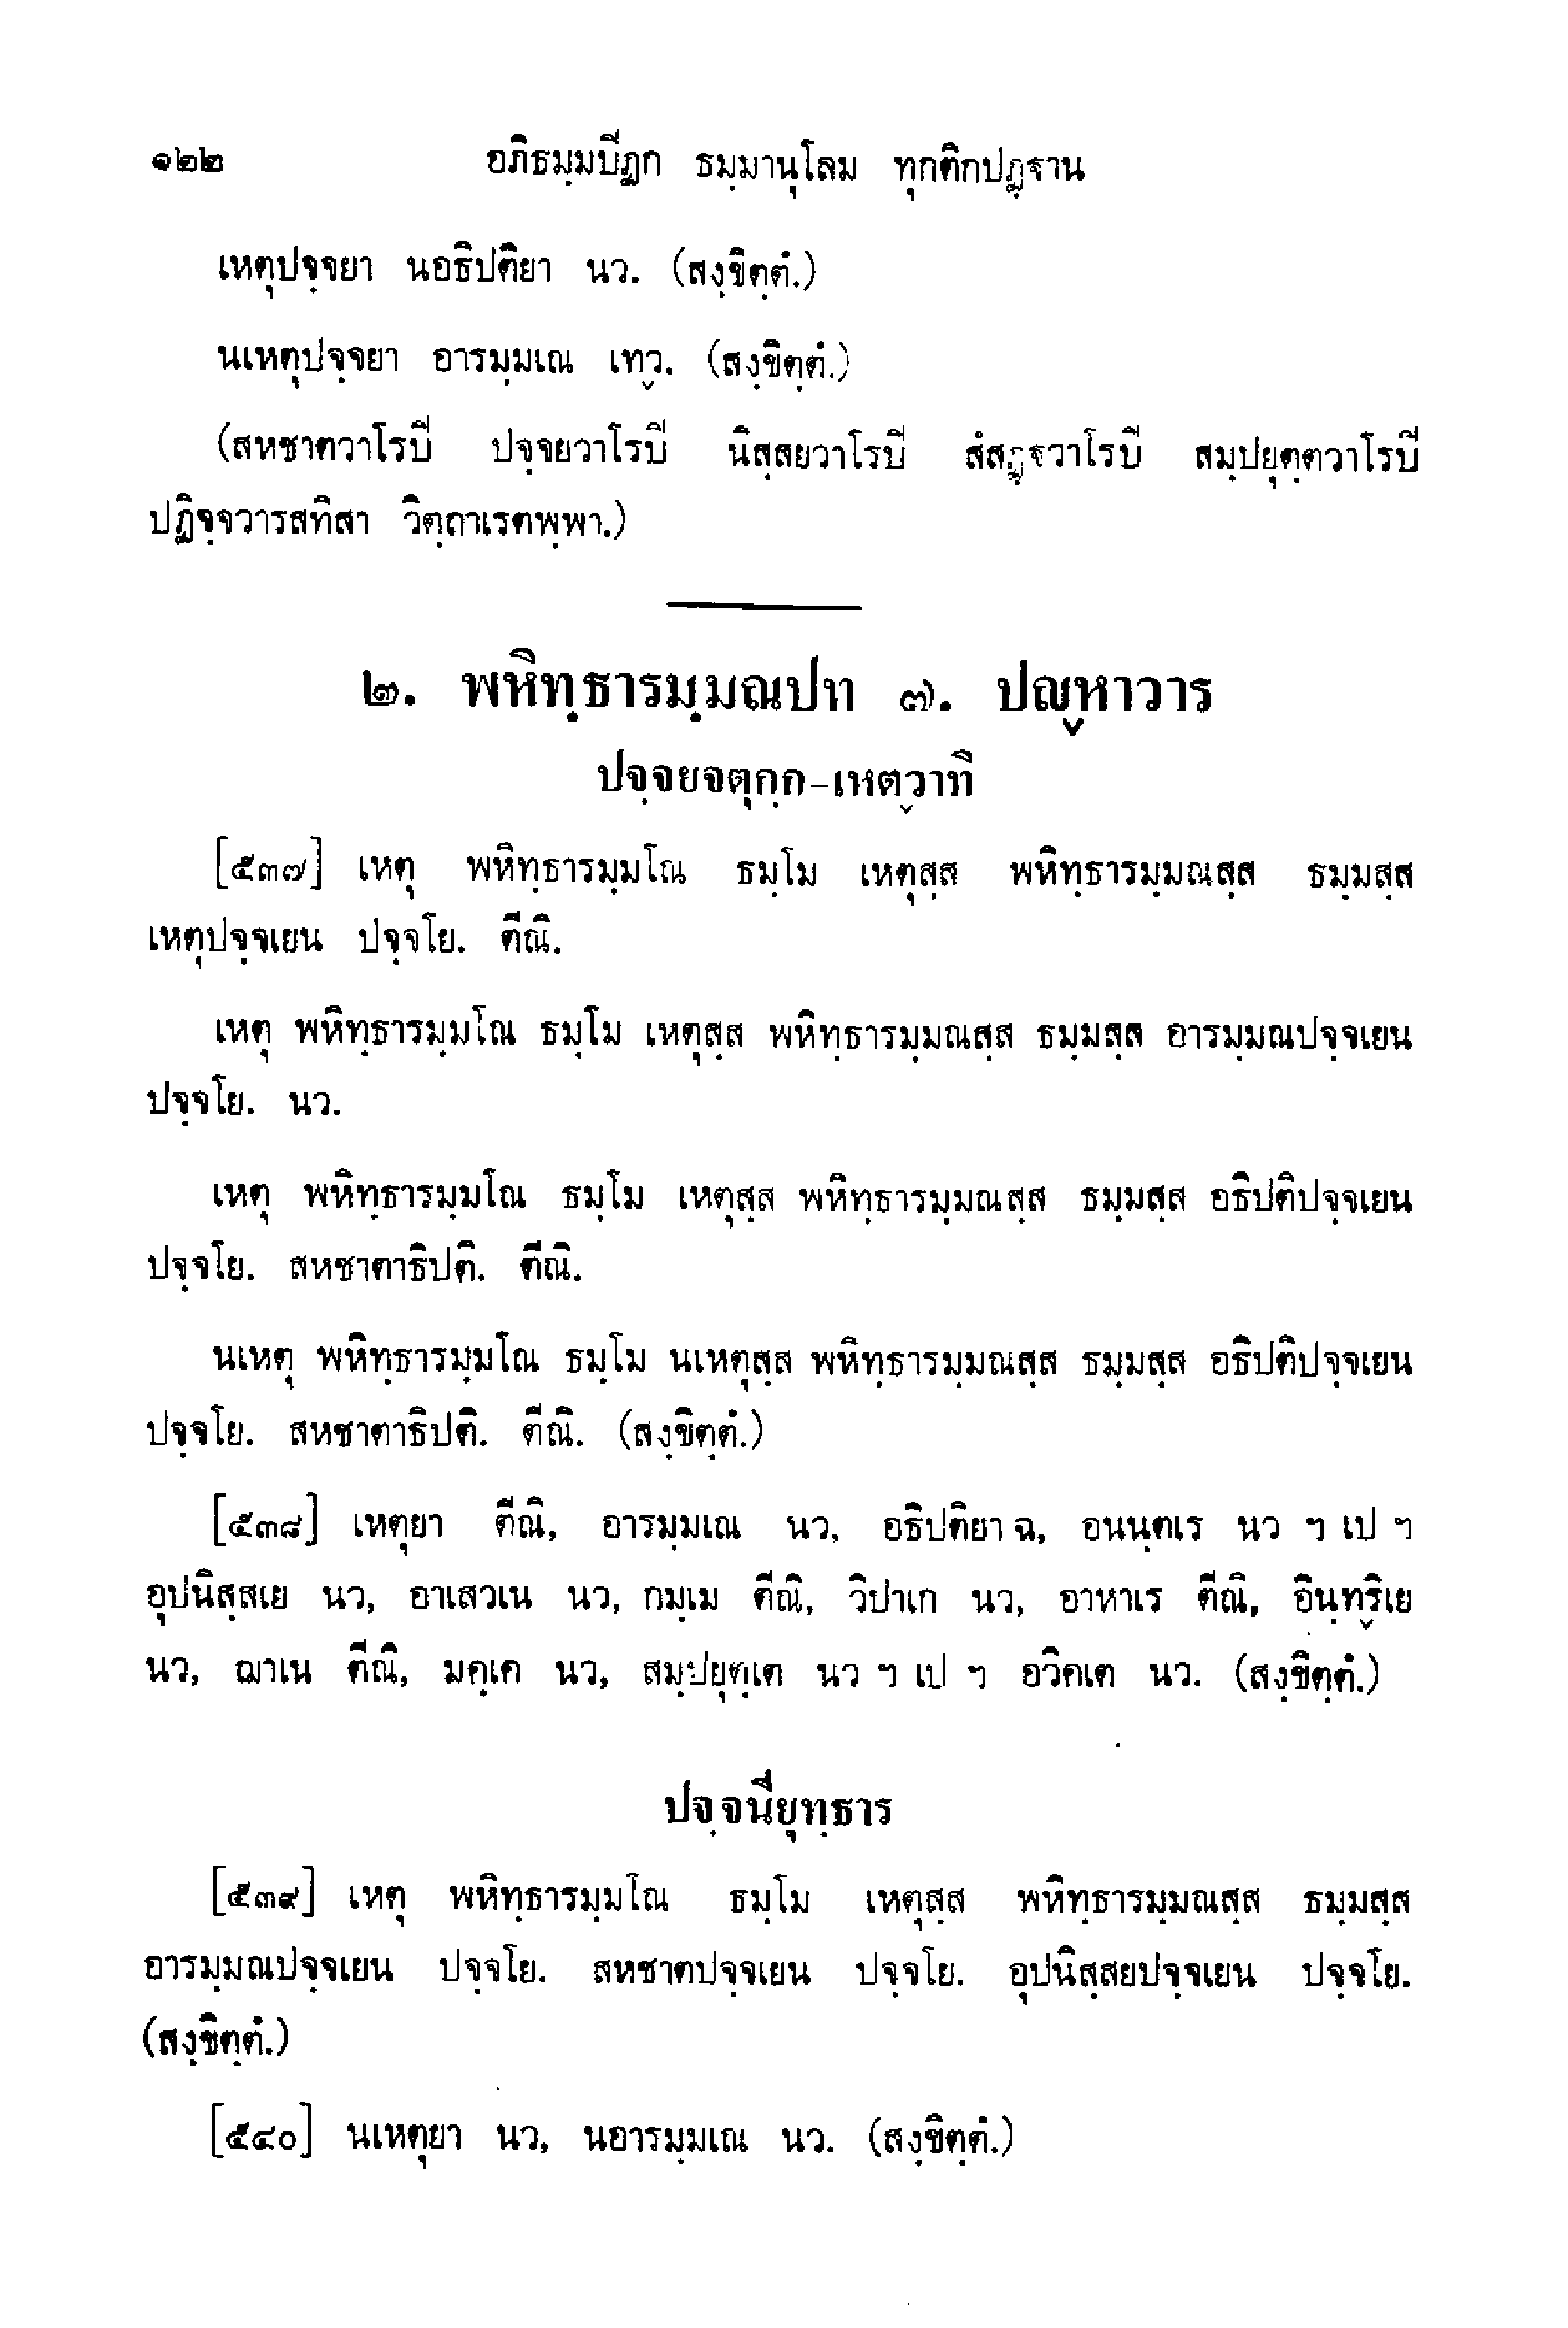 ๑๒๒ อภิธมฺมปีฏก ธมฺมานุโลม ทุกติกปฏฺฐาน
เหตุปจฺจยา นอธิปติยา นว. (สงฺขิตฺตํ.)
นเหตุปจฺจยา อารมฺมเณ เทฺว. (สงฺขิตฺตํ.)
(สหชาตวาโรปี ปจฺจยวาโรปี นิสฺสยวาโรปี สํสฏฺฐวาโรปี สมฺปยุตฺตวาโรปี
ปฏิจฺจวารสทิสา วิตฺถาเรตพฺพา.)
๒. พหิทฺธารมฺมณปท ๗. ปญฺหาวาร
ปจฺจยจตุกฺก-เหตฺวาทิ
[๕๓๗] เหตุ พหิทฺธารมฺมโณ ธมฺโม เหตุสฺส พหิทฺธารมฺมณสฺส ธมฺมสฺส
เหตุปจฺจเยน ปจฺจโย. ตีณิ.
เหตุ พหิทฺธารมฺมโณ ธมฺโม เหตุสฺส พหิทฺธารมฺมณสฺส ธมฺมสฺส อารมฺมณปจฺจเยน
ปจฺจโย. นว.
เหตุ พหิทฺธารมฺมโณ ธมฺโม เหตุสฺส พหิทฺธารมฺมณสฺส ธมฺมสฺส อธิปติปจฺจเยน
ปจฺจโย. สหชาตาธิปติ. ตีณิ.
นเหตุ พหิทฺธารมฺมโณ ธมฺโม นเหตุสฺส พหิทฺธารมฺมณสฺส ธมฺมสฺส อธิปติปจฺจเยน
ปจฺจโย. สหชาตาธิปติ. ตีณิ. (สงฺขิตฺตํ.)
[๕๓๘] เหตุยา ตีณิ, อารมฺมเณ นว, อธิปติยา ฉ, อนนฺตเร นว ฯ เป ฯ
อุปนิสฺสเย นว, อาเสวเน นว, กมฺเม ตีณิ, วิปาเก นว, อาหาเร ตีณิ, อินฺทฺริเย
นว, ฌาเน ตีณิ, มคฺเค นว, สมฺปยุตฺเต นว ฯ เป ฯ อวิคเต นว. (สงฺขิตฺตํ.)
ปจฺจนียุทฺธาร
[๕๓๙] เหตุ พหิทฺธารมฺมโณ ธมฺโม เหตุสฺส พหิทฺธารมฺมณสฺส ธมฺมสฺส
อารมฺมณปจฺจเยน ปจฺจโย. สหชาตปจฺจเยน ปจฺจโย. อุปนิสฺสยปจฺจเยน ปจฺจโย.
(สงฺขิตฺตํ.)
[๕๔๐] นเหตุยา นว, นอารมฺมเณ นว. (สงฺขิตฺตํ.)